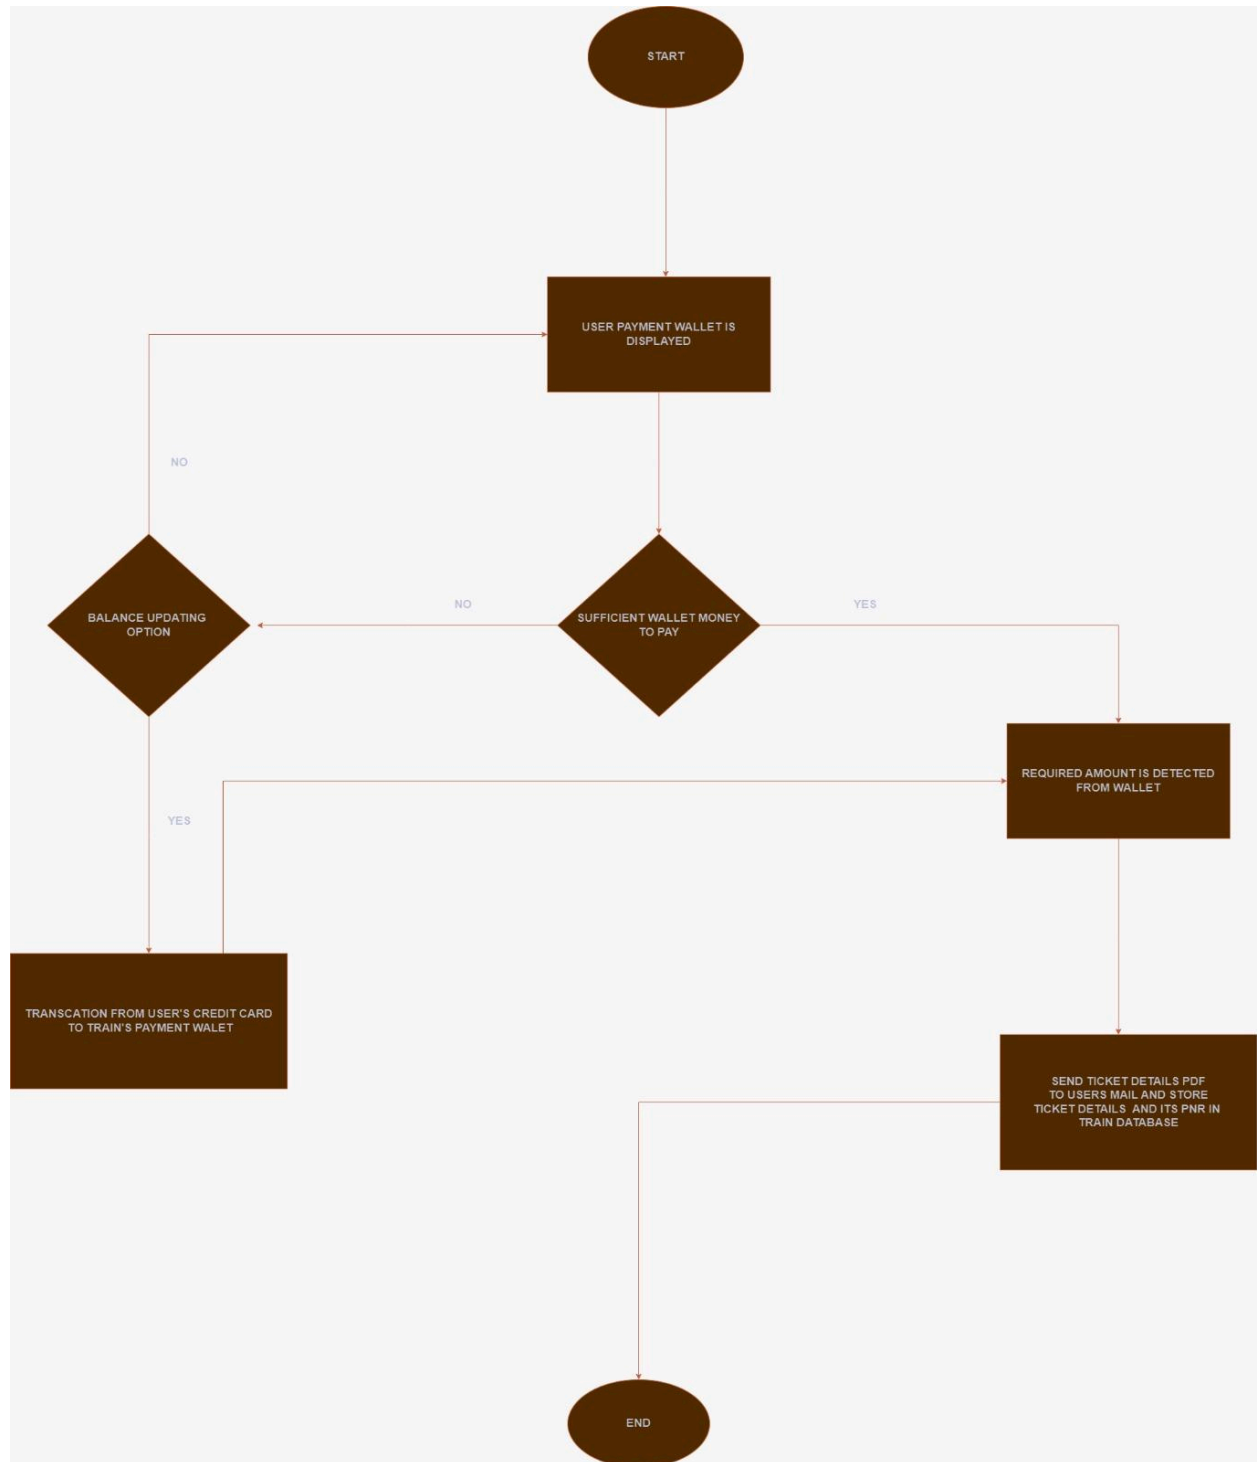 START
USER PAYMENT WALLET IS
DISPLAYED
NO
BALANCE UPDATING
OPTION
NO
SUFFICIENT WALLET MONEY
TO PAY
YES
REQUIRED AMOUNT IS DETECTED
FROM WALLET
YES
TRANSCATION FROM USER'S CREDIT CARD
TO TRAIN'S PAYMENT WALET
SEND TICKET DETAILS PDF
TO USERS MAIL AND STORE
TICKET DETAILS AND ITS PNR IN
TRAIN DATABASE
END